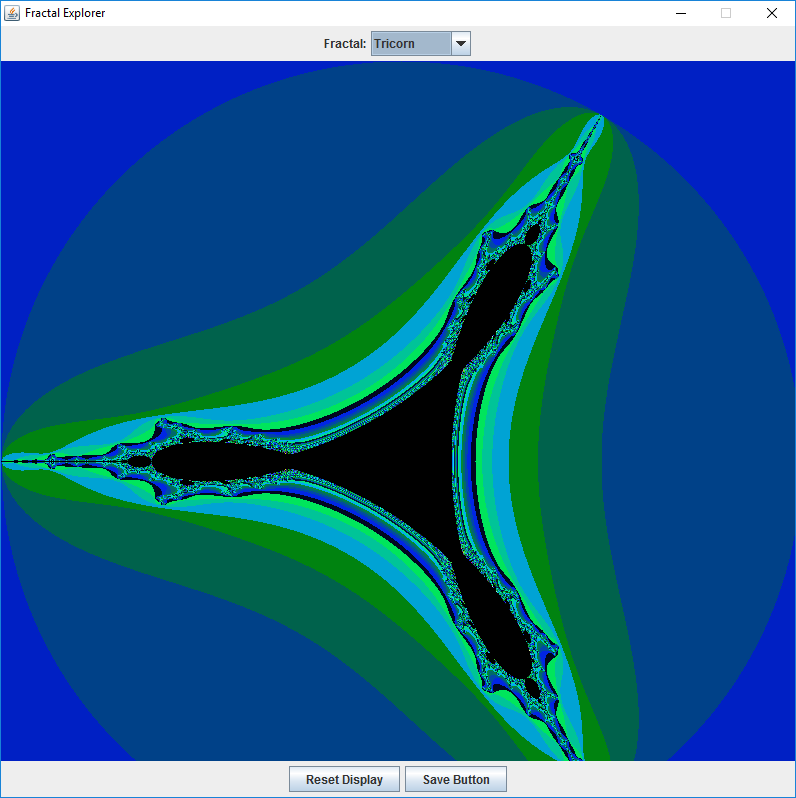 Fractal Explorer
Fractal: Tricorn
Reset Display Save Button